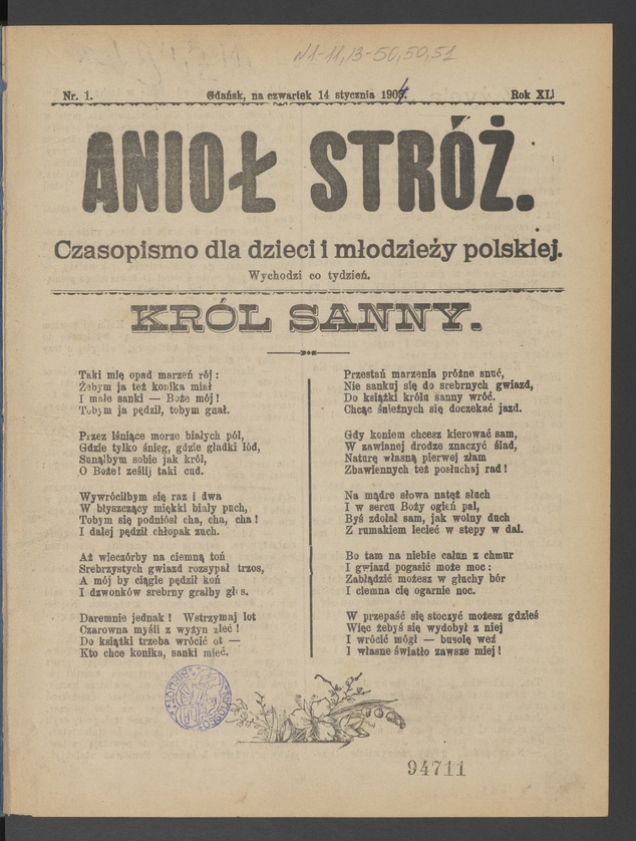 N1-11,13-50,50,51
Nr. 1. Gdańsk, na czwartek 14 stycznia 1904. Rok XI.
ANIOŁ STRÓŻ.
Czasopismo dla dzieci i młodzieży polskiej.
Wychodzi co tydzień.
KRÓL SANNY.
Taki mię opad marzeń rój:
Żebym ja też konika miał
I małe sanki — Boże mój!
Tobym ja pędził, tobym gnał.
Przez lśniące morze białych pól,
Gdzie tylko śnieg, gdzie gładki lód,
Sunąłbym sobie jak król,
O Boże! ześlij taki cud.
Wywróciłbym się raz i dwa
W błyszczący miękki biały puch,
Tobym się podniósł cha, cha, cha!
I dalej pędził chłopak zuch.
Aż wieczórby na ciemną toń
Srebrzystych gwiazd rozsypał trzos,
A mój by ciągle pędził koń
I dzwonków srebrny grałby głos.
Daremnie jednak! Wstrzymaj lot
Czarowna myśli z wyżyn zleć!
Do książki trzeba wrócić ot —
Kto chce konika, sanki mieć.
Przestań marzenia próżne snuć,
Nie sankuj się do srebrnych gwiazd,
Do książki królu sanny wróć.
Chcąc śnieżnych się doczekać jazd.
Gdy koniem chcesz kierować sam,
W zawianej drodze znaczyć ślad,
Naturę własną pierwej złam
Zbawiennych też posłuchaj rad!
Na mądre słowa natęż słuch
I w sercu Boży ogień pal,
Byś zdołał sam, jak wolny duch
Z rumakiem lecieć w stepy w dal.
Bo tam na niebie całun z chmur
I gwiazd pogasić może moc:
Zabłądzić możesz w głuchy bór
I ciemna cię ogarnie noc.
W przepaść się stoczyć możesz gdzieś
Więc żebyś się wydobył z niej
I wrócić mógł — busolę weź
I własne światło zawsze miej!
94711